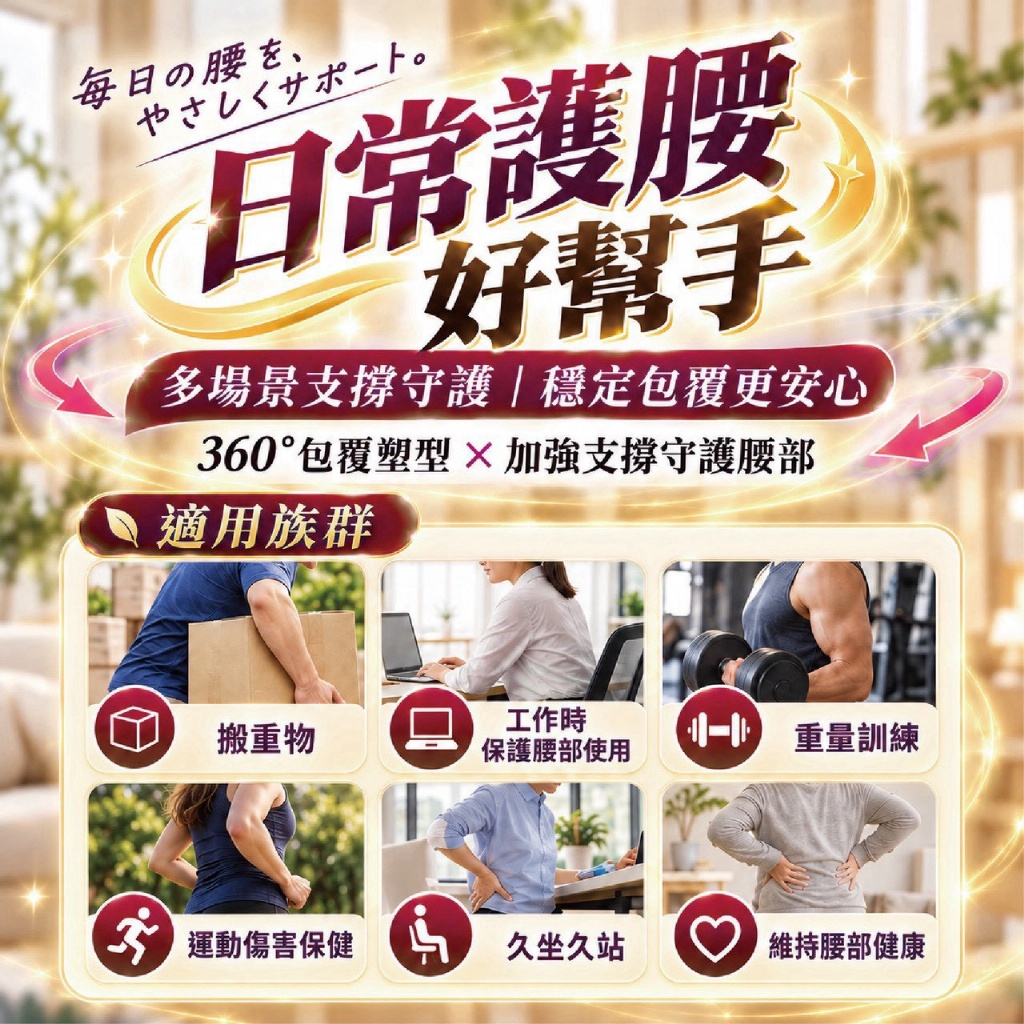 毎日の腰を、
やさしくサポート。
日常護腰
好幫手
多場景支撐守護｜穩定包覆更安心
360°包覆塑型 × 加強支撐守護腰部
適用族群
搬重物
工作時
保護腰部使用
重量訓練
運動傷害保健
久坐久站
維持腰部健康